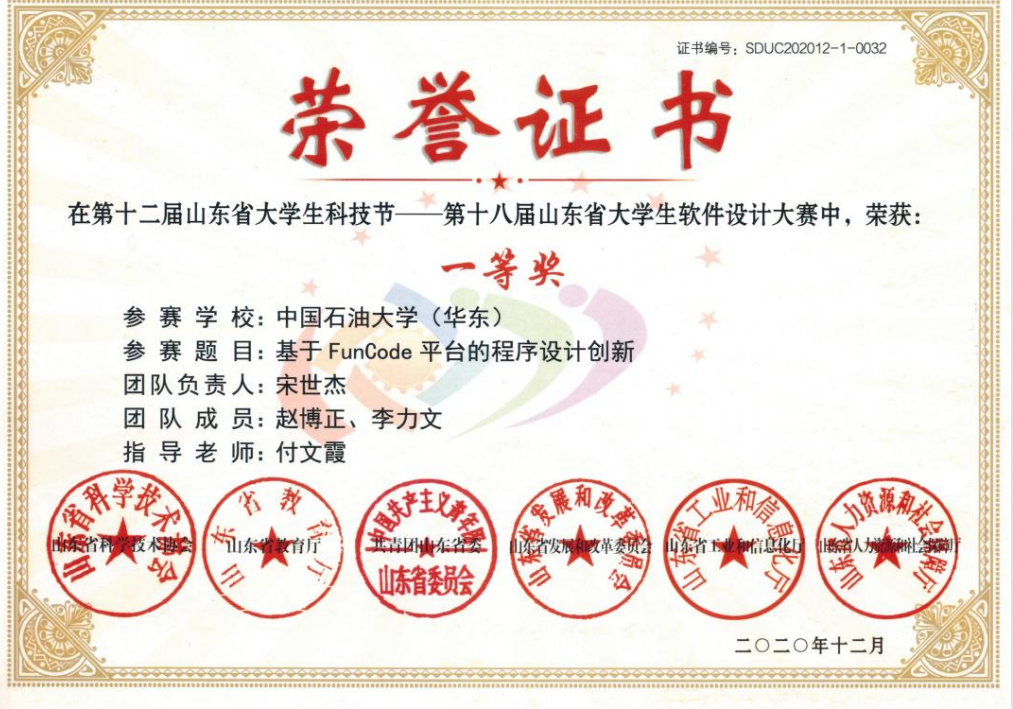 证书编号：SDUC202012-1-0032
荣誉证书
在第十二届山东省大学生科技节——第十八届山东省大学生软件设计大赛中，荣获：
一等奖
参赛学校：中国石油大学（华东）
参赛题目：基于 FunCode 平台的程序设计创新
团队负责人：宋世杰
团队成员：赵博正、李力文
指导老师：付文霞
山东省科学技术协会
山东省科学技术协会
山东省教育厅
山东省教育厅
中国共产主义青年团
共青团山东省委
山东省委员会
山东省发展和改革委员会
山东省发展和改革委员会
山东省工业和信息化厅
山东省工业和信息化厅
山东省人力资源和社会保障厅
山东省人力资源和社会保障厅
二〇二〇年十二月